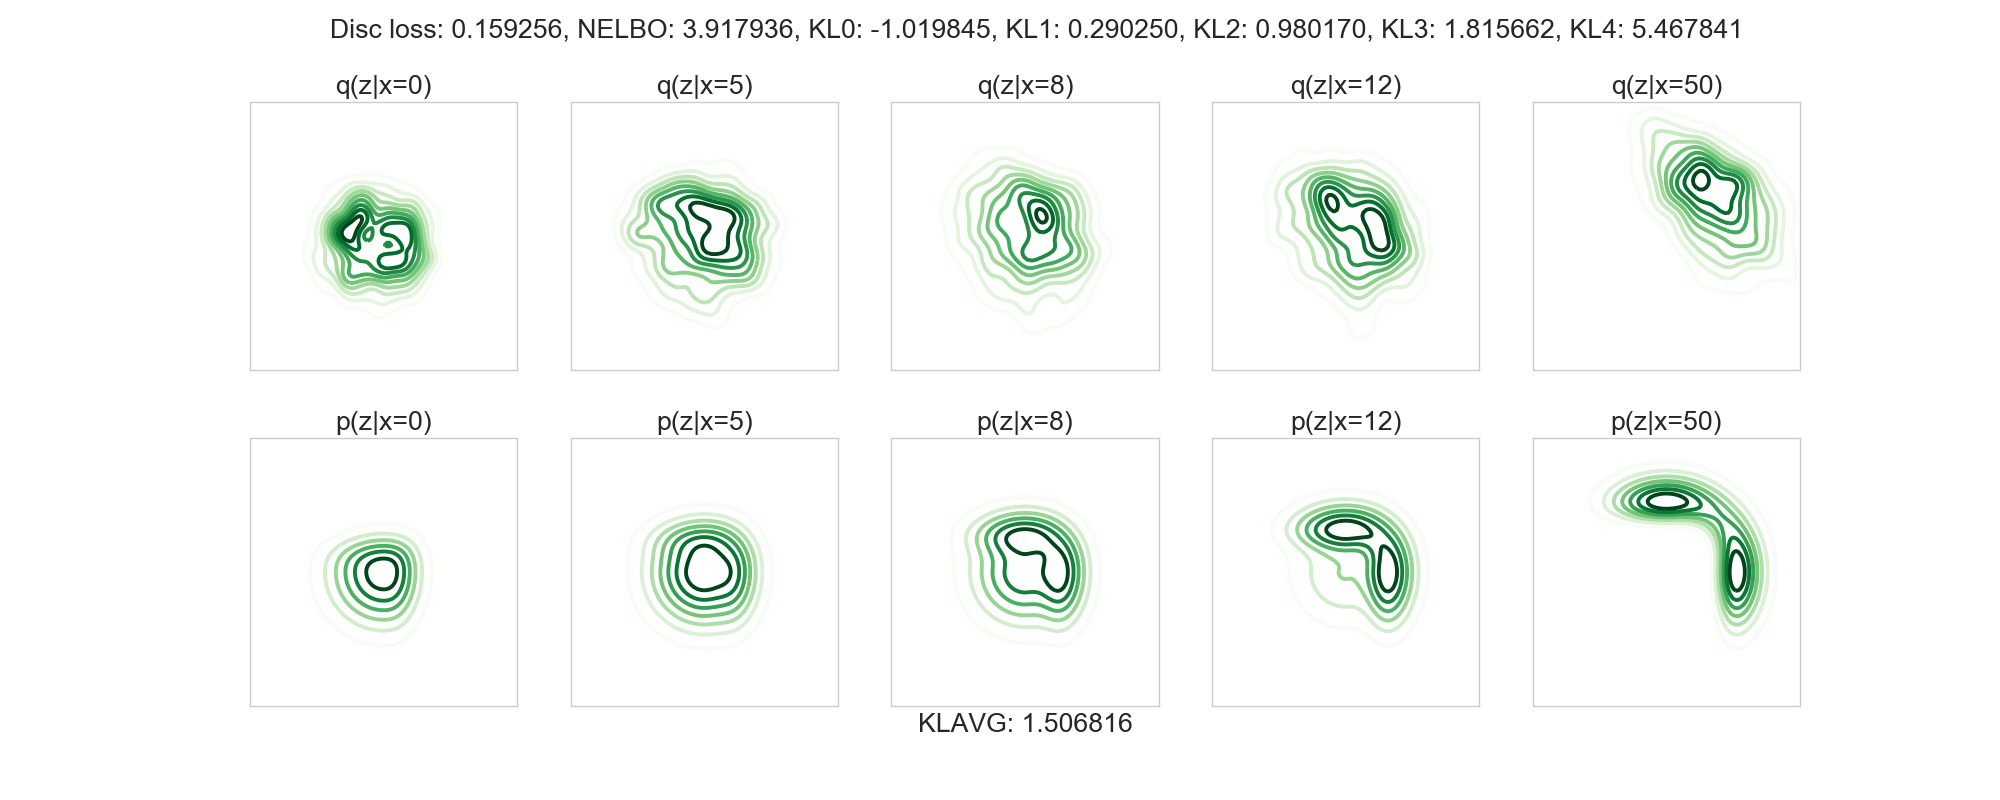 Disc loss: 0.159256, NELBO: 3.917936, KL0: -1.019845, KL1: 0.290250, KL2: 0.980170, KL3: 1.815662, KL4: 5.467841
q(z|x=0) q(z|x=5) q(z|x=8) q(z|x=12) q(z|x=50)
p(z|x=0) p(z|x=5) p(z|x=8) p(z|x=12) p(z|x=50)
KLAVG: 1.506816